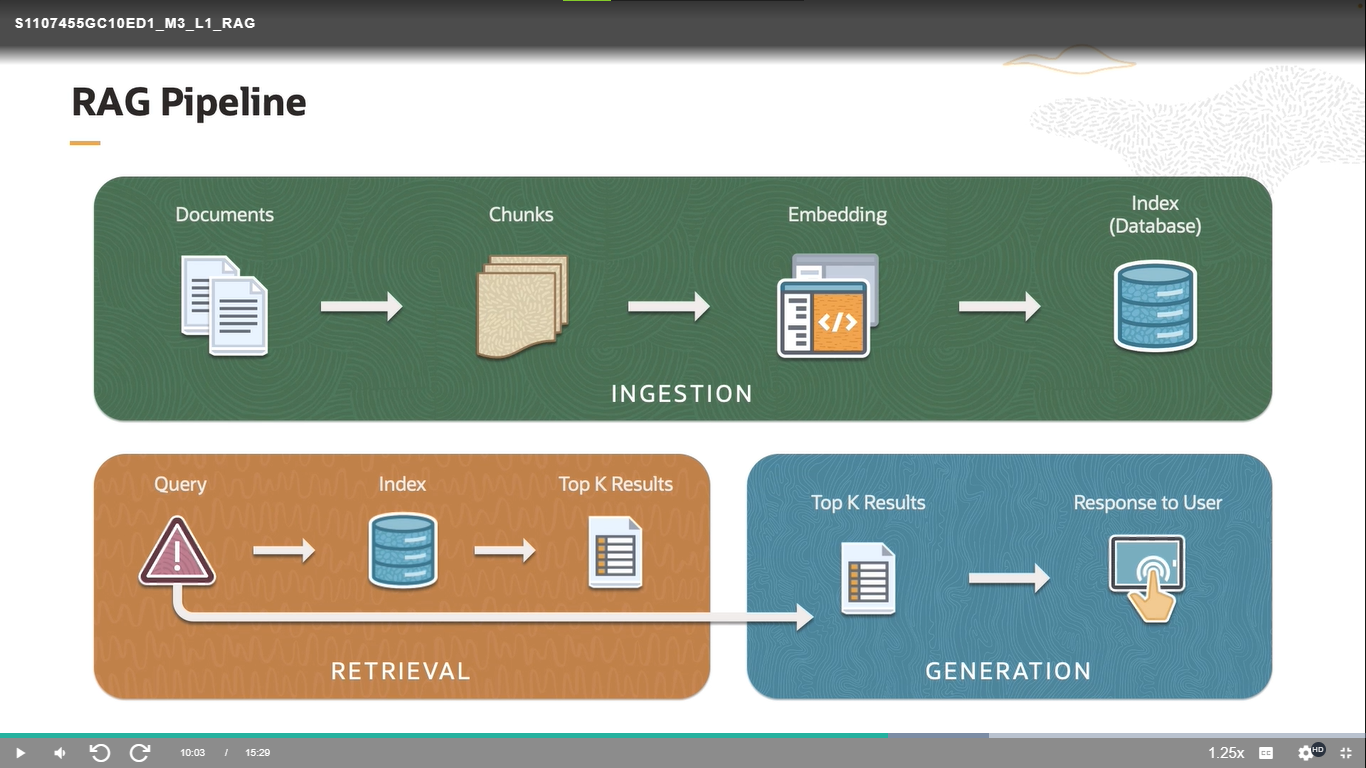 S1107455GC10ED1_M3_L1_RAG
RAG Pipeline
Documents
Chunks
Embedding
Index
(Database)
</>
INGESTION
Query
Index
Top K Results
!
RETRIEVAL
Top K Results
Response to User
GENERATION
10:03 / 15:29
1.25x
CC
HD